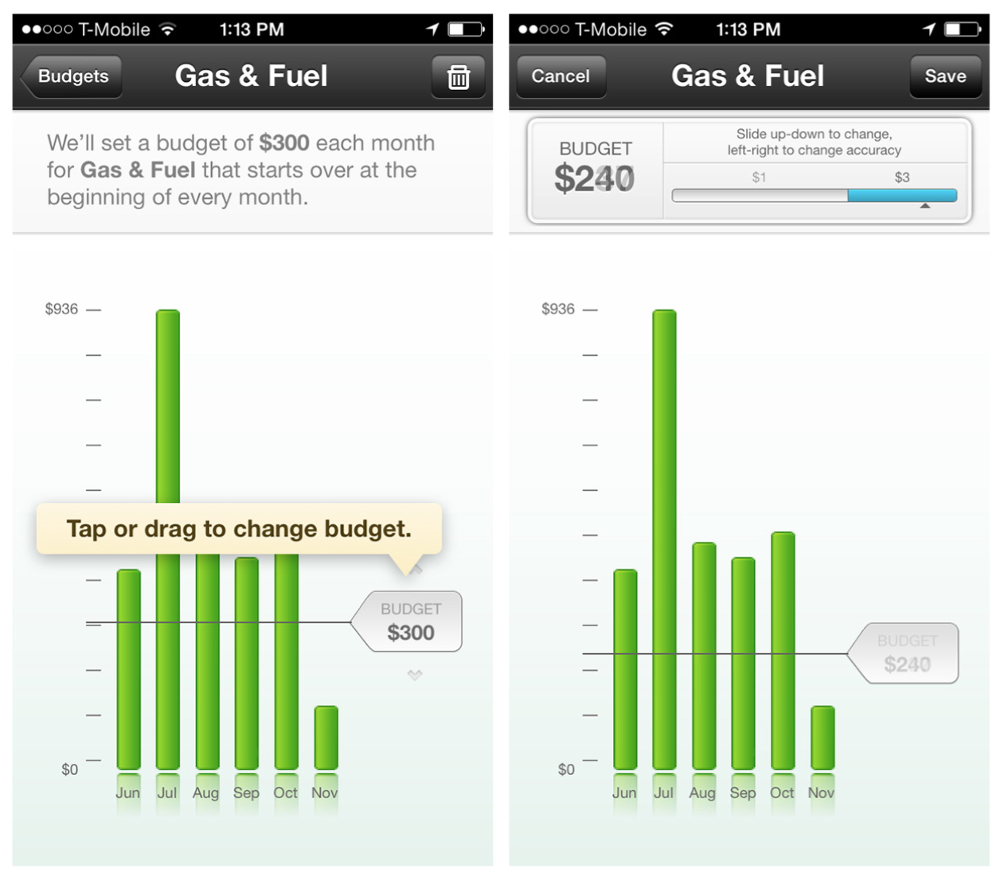 T-Mobile 1:13 PM
Budgets Gas & Fuel
We'll set a budget of $300 each month
for Gas & Fuel that starts over at the
beginning of every month.
$936
Tap or drag to change budget.
BUDGET
$300
$0
Jun Jul Aug Sep Oct Nov
T-Mobile 1:13 PM
Cancel Gas & Fuel Save
BUDGET
$240
Slide up-down to change,
left-right to change accuracy
$1 $3
$936
BUDGET
$240
$0
Jun Jul Aug Sep Oct Nov